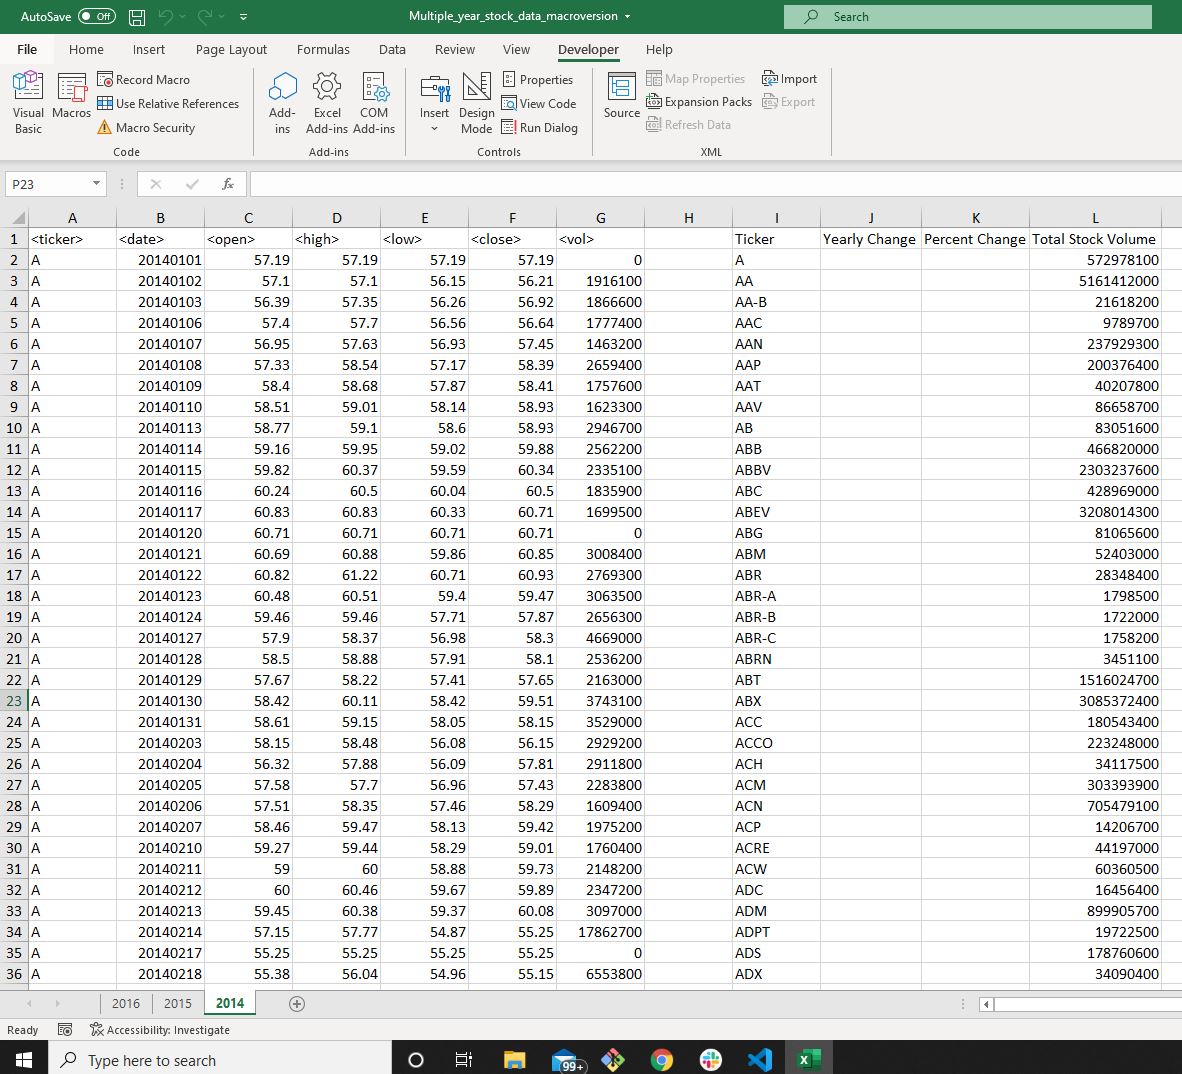 AutoSave Off Multiple_year_stock_data_macroversion Search
File Home Insert Page Layout Formulas Data Review View Developer Help
Visual Basic
Macros
Record Macro
Use Relative References
Macro Security
Code
Add-ins
Excel Add-ins
COM Add-ins
Add-ins
Insert
Design Mode
Properties
View Code
Run Dialog
Controls
Source
Map Properties
Expansion Packs
Refresh Data
Import
Export
XML
P23 fx
A B C D E F G H I J K L
1 <ticker> <date> <open> <high> <low> <close> <vol> Ticker Yearly Change Percent Change Total Stock Volume
2 A 20140101 57.19 57.19 57.19 57.19 0 A 572978100
3 A 20140102 57.1 57.1 56.15 56.21 1916100 AA 5161412000
4 A 20140103 56.39 57.35 56.26 56.92 1866600 AA-B 21618200
5 A 20140106 57.4 57.7 56.56 56.64 1777400 AAC 9789700
6 A 20140107 56.95 57.63 56.93 57.45 1463200 AAN 237929300
7 A 20140108 57.33 58.54 57.17 58.39 2659400 AAP 200376400
8 A 20140109 58.4 58.68 57.87 58.41 1757600 AAT 40207800
9 A 20140110 58.51 59.01 58.14 58.93 1623300 AAV 86658700
10 A 20140113 58.77 59.1 58.6 58.93 2946700 AB 83051600
11 A 20140114 59.16 59.95 59.02 59.88 2562200 ABB 466820000
12 A 20140115 59.82 60.37 59.59 60.34 2335100 ABBV 2303237600
13 A 20140116 60.24 60.5 60.04 60.5 1835900 ABC 428969000
14 A 20140117 60.83 60.83 60.33 60.71 1699500 ABEV 3208014300
15 A 20140120 60.71 60.71 60.71 60.71 0 ABG 81065600
16 A 20140121 60.69 60.88 59.86 60.85 3008400 ABM 52403000
17 A 20140122 60.82 61.22 60.71 60.93 2769300 ABR 28348400
18 A 20140123 60.48 60.51 59.4 59.47 3063500 ABR-A 1798500
19 A 20140124 59.46 59.46 57.71 57.87 2656300 ABR-B 1722000
20 A 20140127 57.9 58.37 56.98 58.3 4669000 ABR-C 1758200
21 A 20140128 58.5 58.88 57.91 58.1 2536200 ABRN 3451100
22 A 20140129 57.67 58.22 57.41 57.65 2163000 ABT 1516024700
23 A 20140130 58.42 60.11 58.42 59.51 3743100 ABX 3085372400
24 A 20140131 58.61 59.15 58.05 58.15 3529000 ACC 180543400
25 A 20140203 58.15 58.48 56.08 56.15 2929200 ACCO 223248000
26 A 20140204 56.32 57.88 56.09 57.81 2911800 ACH 34117500
27 A 20140205 57.58 57.7 56.96 57.43 2283800 ACM 303393900
28 A 20140206 57.51 58.35 57.46 58.29 1609400 ACN 705479100
29 A 20140207 58.46 59.47 58.13 59.42 1975200 ACP 14206700
30 A 20140210 59.27 59.44 58.29 59.01 1760400 ACRE 44197000
31 A 20140211 59 60 58.88 59.73 2148200 ACW 60360500
32 A 20140212 60 60.46 59.67 59.89 2347200 ADC 16456400
33 A 20140213 59.45 60.38 59.37 60.08 3097000 ADM 899905700
34 A 20140214 57.15 57.77 54.87 55.25 17862700 ADPT 19722500
35 A 20140217 55.25 55.25 55.25 55.25 0 ADS 178760600
36 A 20140218 55.38 56.04 54.96 55.15 6553800 ADX 34090400
2016 2015 2014
Ready Accessibility: Investigate
Type here to search 99+